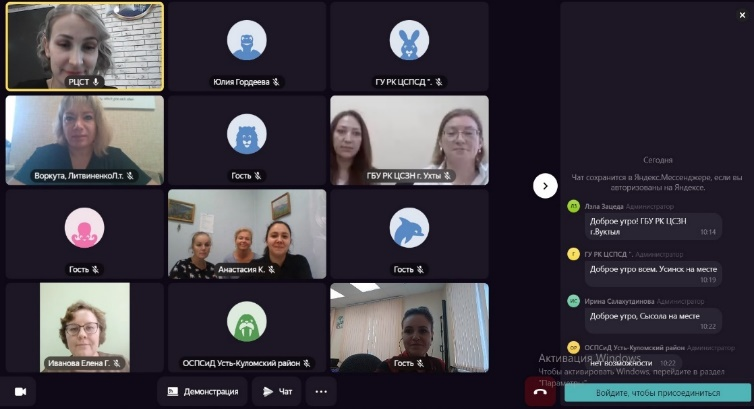 РЦСТ
Юлия Гордеева
ГУ РК ЦСПСД ".
Воркута, ЛитвиненкоЛ.т.
Гость
ГБУ РК ЦСЗН г. Ухты
Гость
Анастасия К.
Гость
Иванова Елена Г.
ОСПСиД Усть-Куломский район
Гость
Демонстрация
Чат
Сегодня
Чат сохранится в Яндекс.Мессенджере, если вы
авторизованы на Яндексе.
ЛЗ Лэла Зацеда Администратор
Доброе утро! ГБУ РК ЦСЗН
г.Вуктыл
10:14
Г ГУ РК ЦСПСД ". Администратор
Доброе утро всем. Усинск на месте
10:19
ИС Ирина Салахутдинова Администратор
Доброе утро, Сысола на месте
10:22
ОР ОСПСиД Усть-Куломский район Администратор
нет возможности 10:22
Активация Windows
Чтобы активировать Windows, перейдите в раздел
"Параметры".
Войдите, чтобы присоединиться